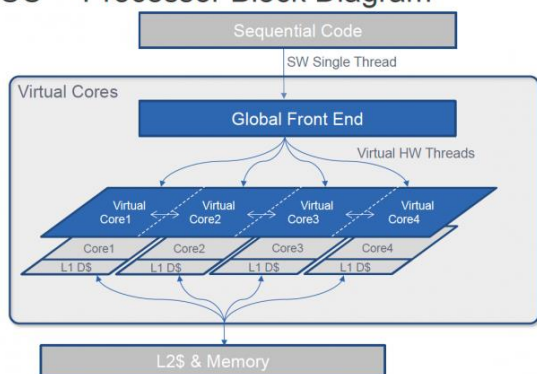 Processor Block Diagram
Sequential Code
SW Single Thread
Virtual Cores
Global Front End
Virtual HW Threads
Virtual Core1
Virtual Core2
Virtual Core3
Virtual Core4
Core1
Core2
Core3
Core4
L1 D$
L1 D$
L1 D$
L1 D$
L2$ & Memory